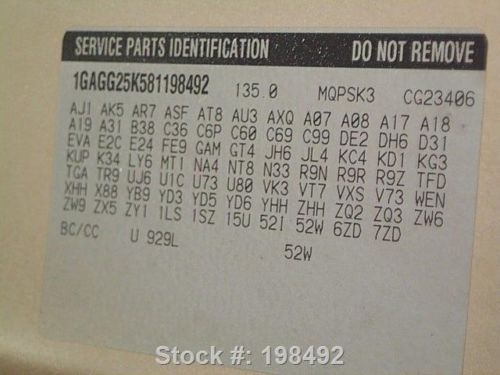 SERVICE PARTS IDENTIFICATION DO NOT REMOVE
1GAGG25K581198492 135.0 MQPSK3 CG23406
AJ1 AK5 AR7 ASF AT8 AU3 AXQ A07 A08 A17 A18
A19 A31 B38 C36 C6P C60 C69 C99 DE2 DH6 D31
EVA E2C E24 FE9 GAM GT4 JH6 JL4 KC4 KD1 KG3
KUP K34 LY6 MT1 NA4 NT8 N33 R9N R9R R9Z TFD
TGA TR9 UJ6 U1C U73 U80 VK3 VT7 VXS V73 WEN
XHH X88 YB9 YD3 YD5 YD6 YHH ZHH ZQ2 ZQ3 ZW6
ZW9 ZX5 ZY1 1LS 1SZ 15U 52I 52W 6ZD 7ZD
BC/CC U 929L 52W
Stock #: 198492